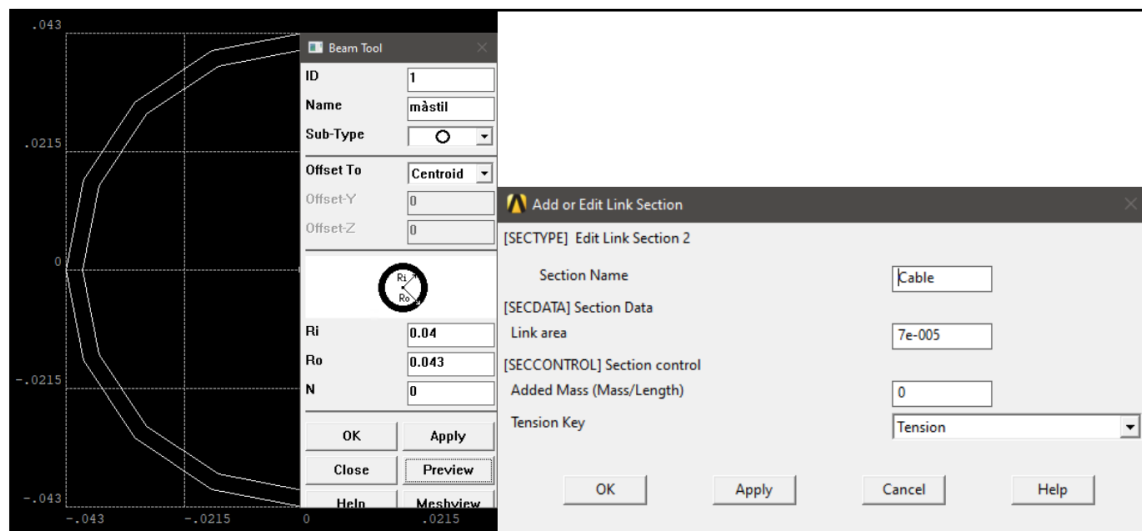 .043
.0215
0
-.0215
-.043
-.043
-.0215
0
.0215
Beam Tool
ID 1
Name màstil
Sub-Type
Offset To Centroid
Offset-Y 0
Offset-Z 0
Ri
Ro
Ri 0.04
Ro 0.043
N 0
OK Apply
Close Preview
Help Meshview
Add or Edit Link Section
[SECTYPE] Edit Link Section 2
Section Name Cable
[SECDATA] Section Data
Link area 7e-005
[SECCONTROL] Section control
Added Mass (Mass/Length) 0
Tension Key Tension
OK Apply Cancel Help